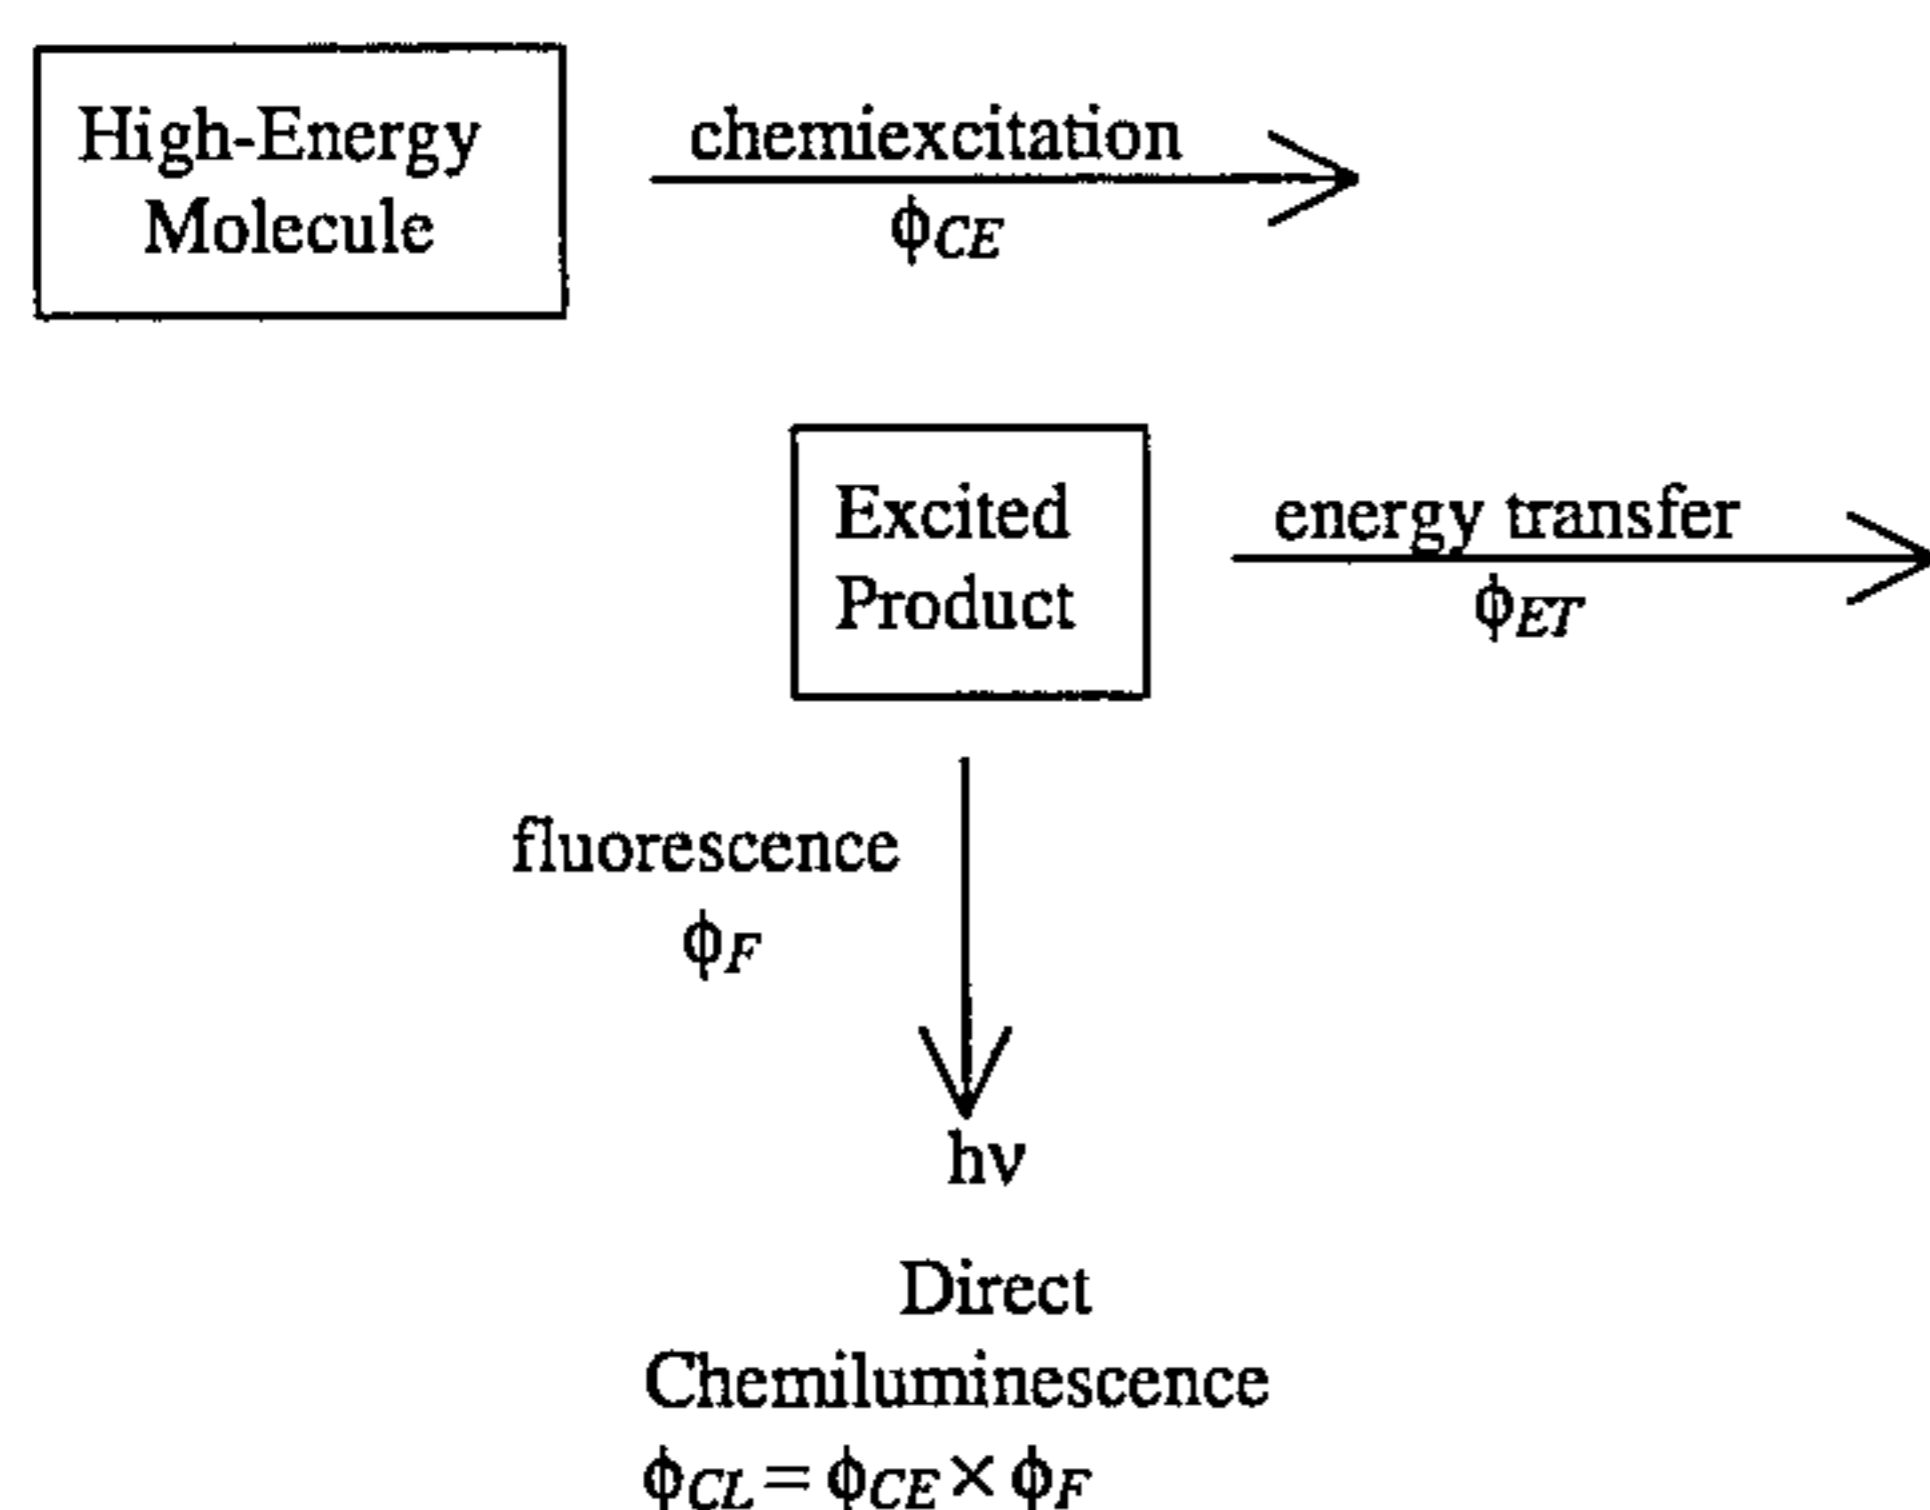 High-Energy
Molecule
chemiexcitation
ϕCE
Excited
Product
energy transfer
ϕET
fluorescence
ϕF
hν
Direct
Chemiluminescence
ϕCL = ϕCE × ϕF